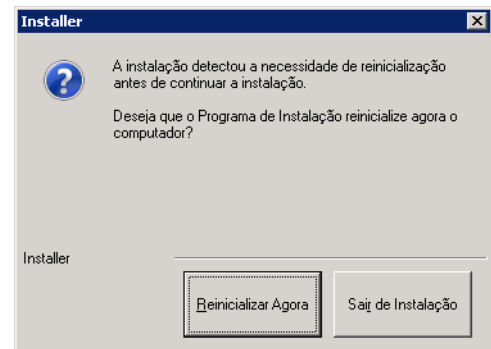 Installer
A instalação detectou a necessidade de reinicialização
antes de continuar a instalação.
Deseja que o Programa de Instalação reinicialize agora o
computador?
Installer
Reinicializar Agora
Sair de Instalação